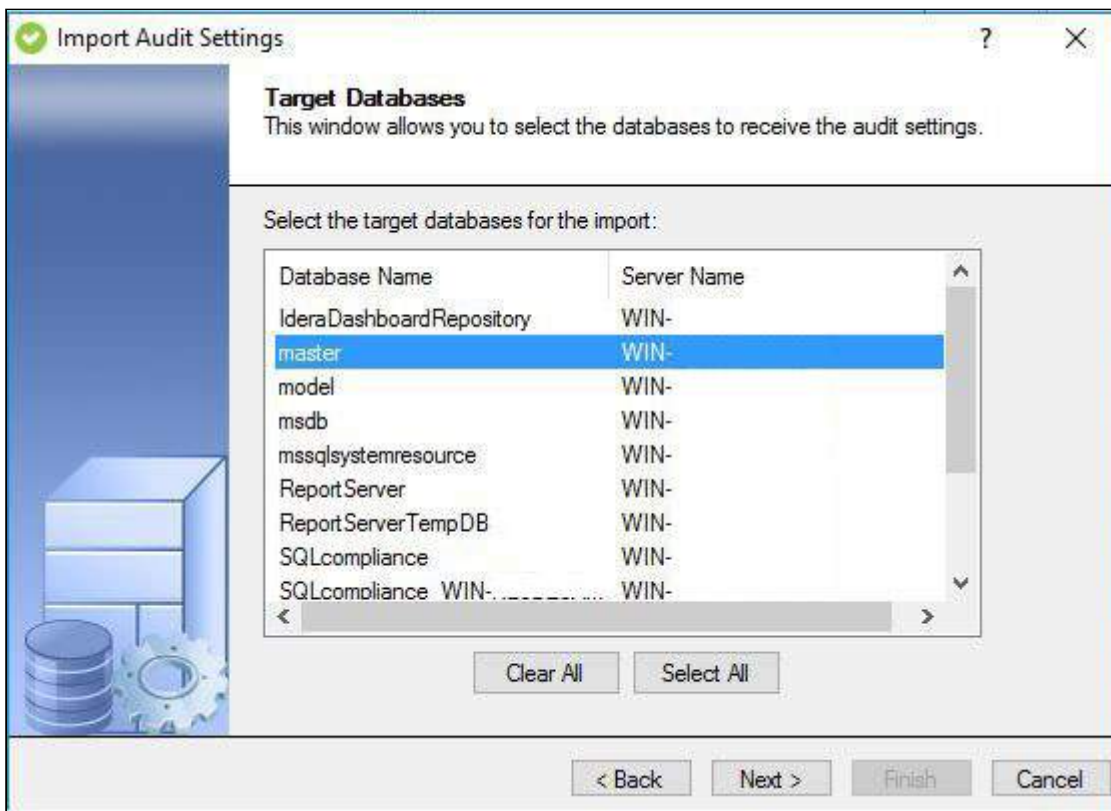 Import Audit Settings ?
Target Databases
This window allows you to select the databases to receive the audit settings.
Select the target databases for the import:
Database Name Server Name
IderaDashboardRepository WIN-
master WIN-
model WIN-
msdb WIN-
mssqlsystemresource WIN-
ReportServer WIN-
ReportServerTempDB WIN-
SQLcompliance WIN-
SQLcompliance_WIN- WIN-
Clear All Select All
< Back Next > Finish Cancel